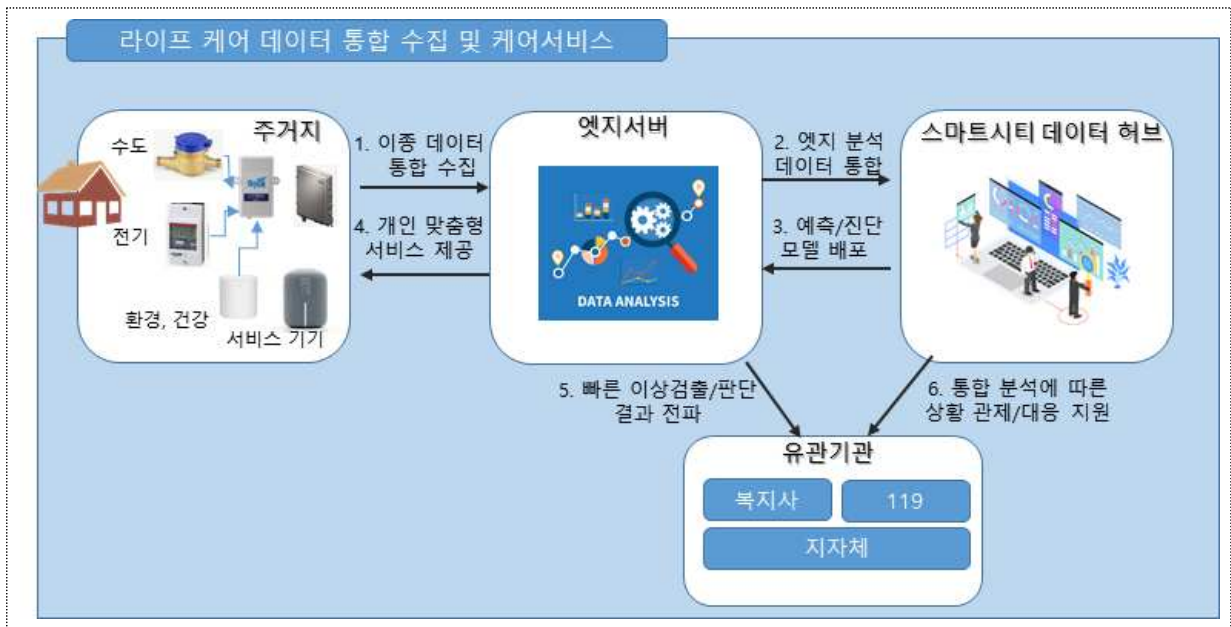 라이프 케어 데이터 통합 수집 및 케어서비스
주거지
수도
전기
환경, 건강
서비스 기기
1. 이종 데이터
통합 수집
4. 개인 맞춤형
서비스 제공
엣지서버
DATA ANALYSIS
2. 엣지 분석
데이터 통합
3. 예측/진단
모델 배포
스마트시티 데이터 허브
5. 빠른 이상검출/판단
결과 전파
6. 통합 분석에 따른
상황 관제/대응 지원
유관기관
복지사
119
지자체